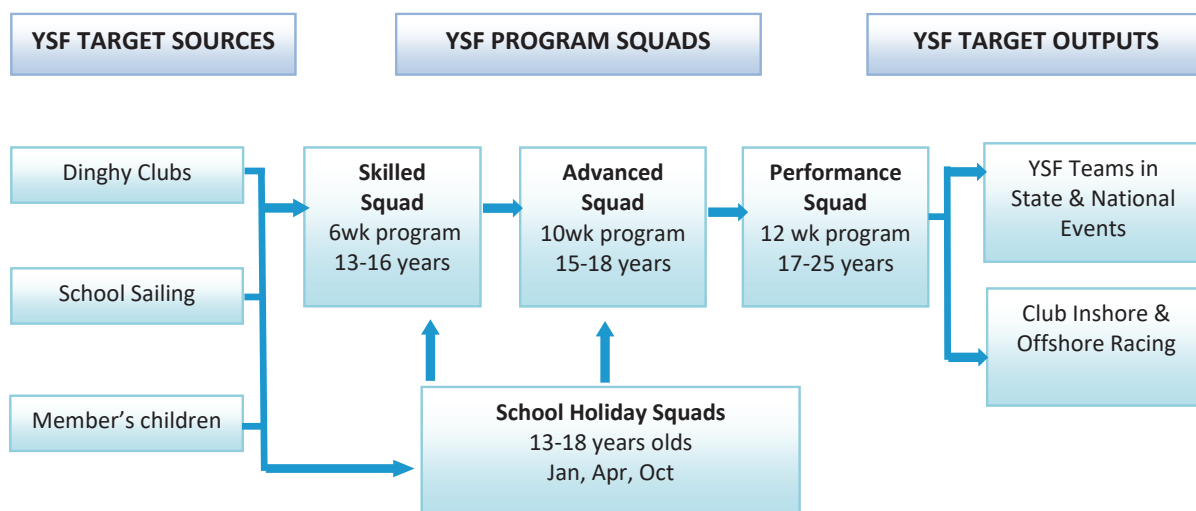 YSF TARGET SOURCES
YSF PROGRAM SQUADS
YSF TARGET OUTPUTS
Dinghy Clubs
School Sailing
Member’s children
Skilled
Squad
6wk program
13-16 years
Advanced
Squad
10wk program
15-18 years
Performance
Squad
12 wk program
17-25 years
School Holiday Squads
13-18 years olds
Jan, Apr, Oct
YSF Teams in
State & National
Events
Club Inshore &
Offshore Racing